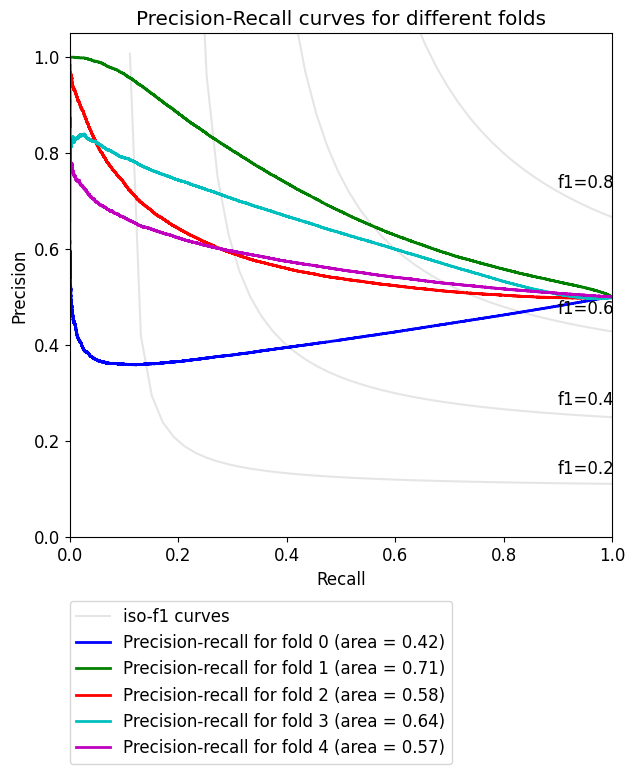 Precision-Recall curves for different folds
1.0
0.8
0.6
0.4
0.2
0.0
Precision
f1=0.8
f1=0.6
f1=0.4
f1=0.2
0.0 0.2 0.4 0.6 0.8 1.0
Recall
iso-f1 curves
Precision-recall for fold 0 (area = 0.42)
Precision-recall for fold 1 (area = 0.71)
Precision-recall for fold 2 (area = 0.58)
Precision-recall for fold 3 (area = 0.64)
Precision-recall for fold 4 (area = 0.57)